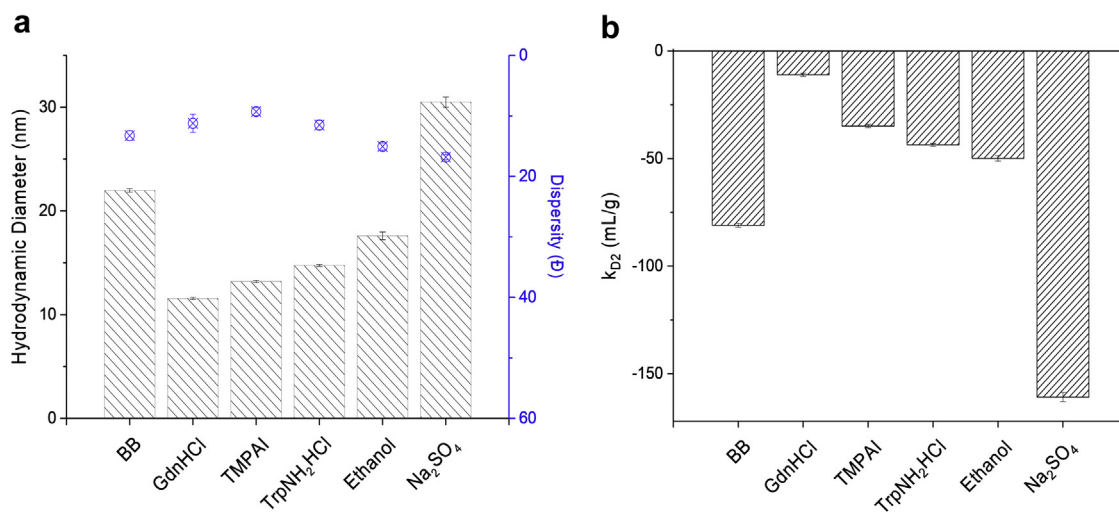 a
Hydrodynamic Diameter (nm)
30
20
10
0
0
20
40
60
Dispersity (Đ)
BB
GdnHCl
TMPAI
TrpNH₂HCl
Ethanol
Na₂SO₄
b
k_D2 (mL/g)
0
-50
-100
-150
BB
GdnHCl
TMPAI
TrpNH₂HCl
Ethanol
Na₂SO₄